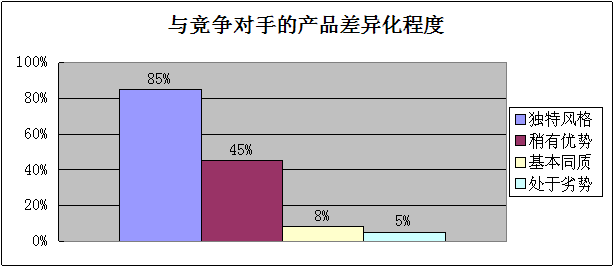 与竞争对手的产品差异化程度
100%
80%
60%
40%
20%
0%
85%
45%
8%
5%
独特风格
稍有优势
基本同质
处于劣势